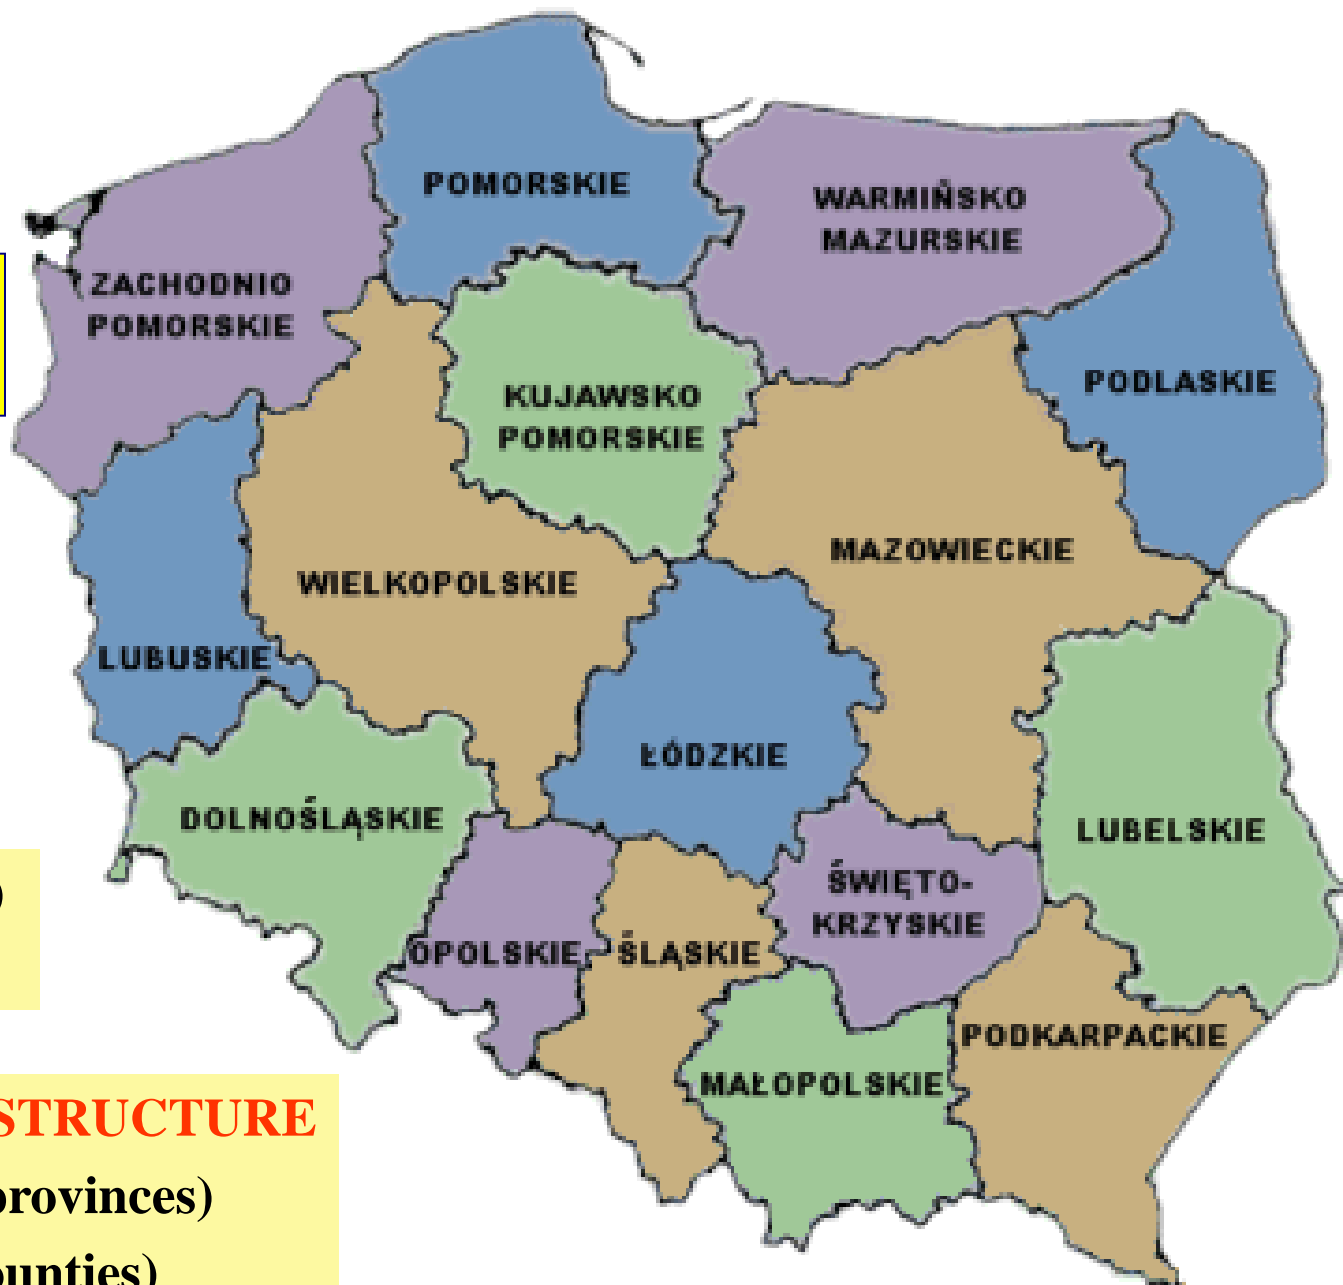 POMORSKIE
WARMIŃSKO
MAZURSKIE
ZACHODNIO
POMORSKIE
PODLASKIE
KUJAWSKO
POMORSKIE
MAZOWIECKIE
WIELKOPOLSKIE
LUBUSKIE
ŁÓDZKIE
DOLNOŚLĄSKIE
LUBELSKIE
ŚWIĘTO-
KRZYSKIE
OPOLSKIE
ŚLĄSKIE
PODKARPACKIE
MAŁOPOLSKIE
)
STRUCTURE
provinces)
ounties)